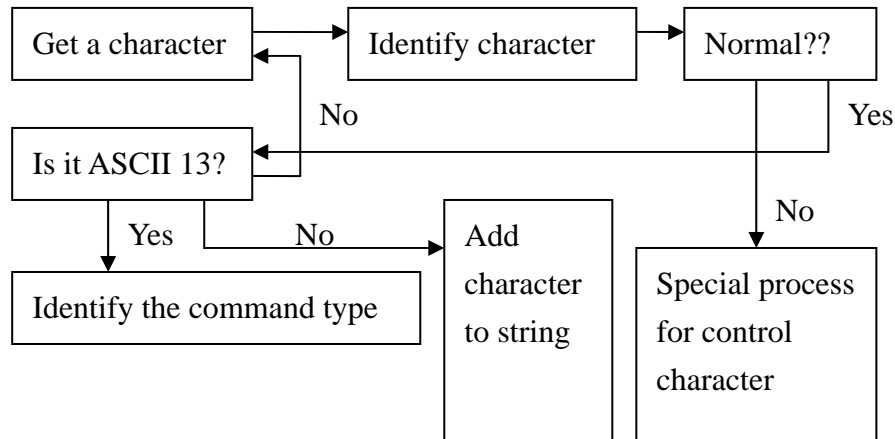 Get a character
Identify character
Normal??
No
Yes
Is it ASCII 13?
Yes
No
Add
character
to string
No
Identify the command type
Special process
for control
character